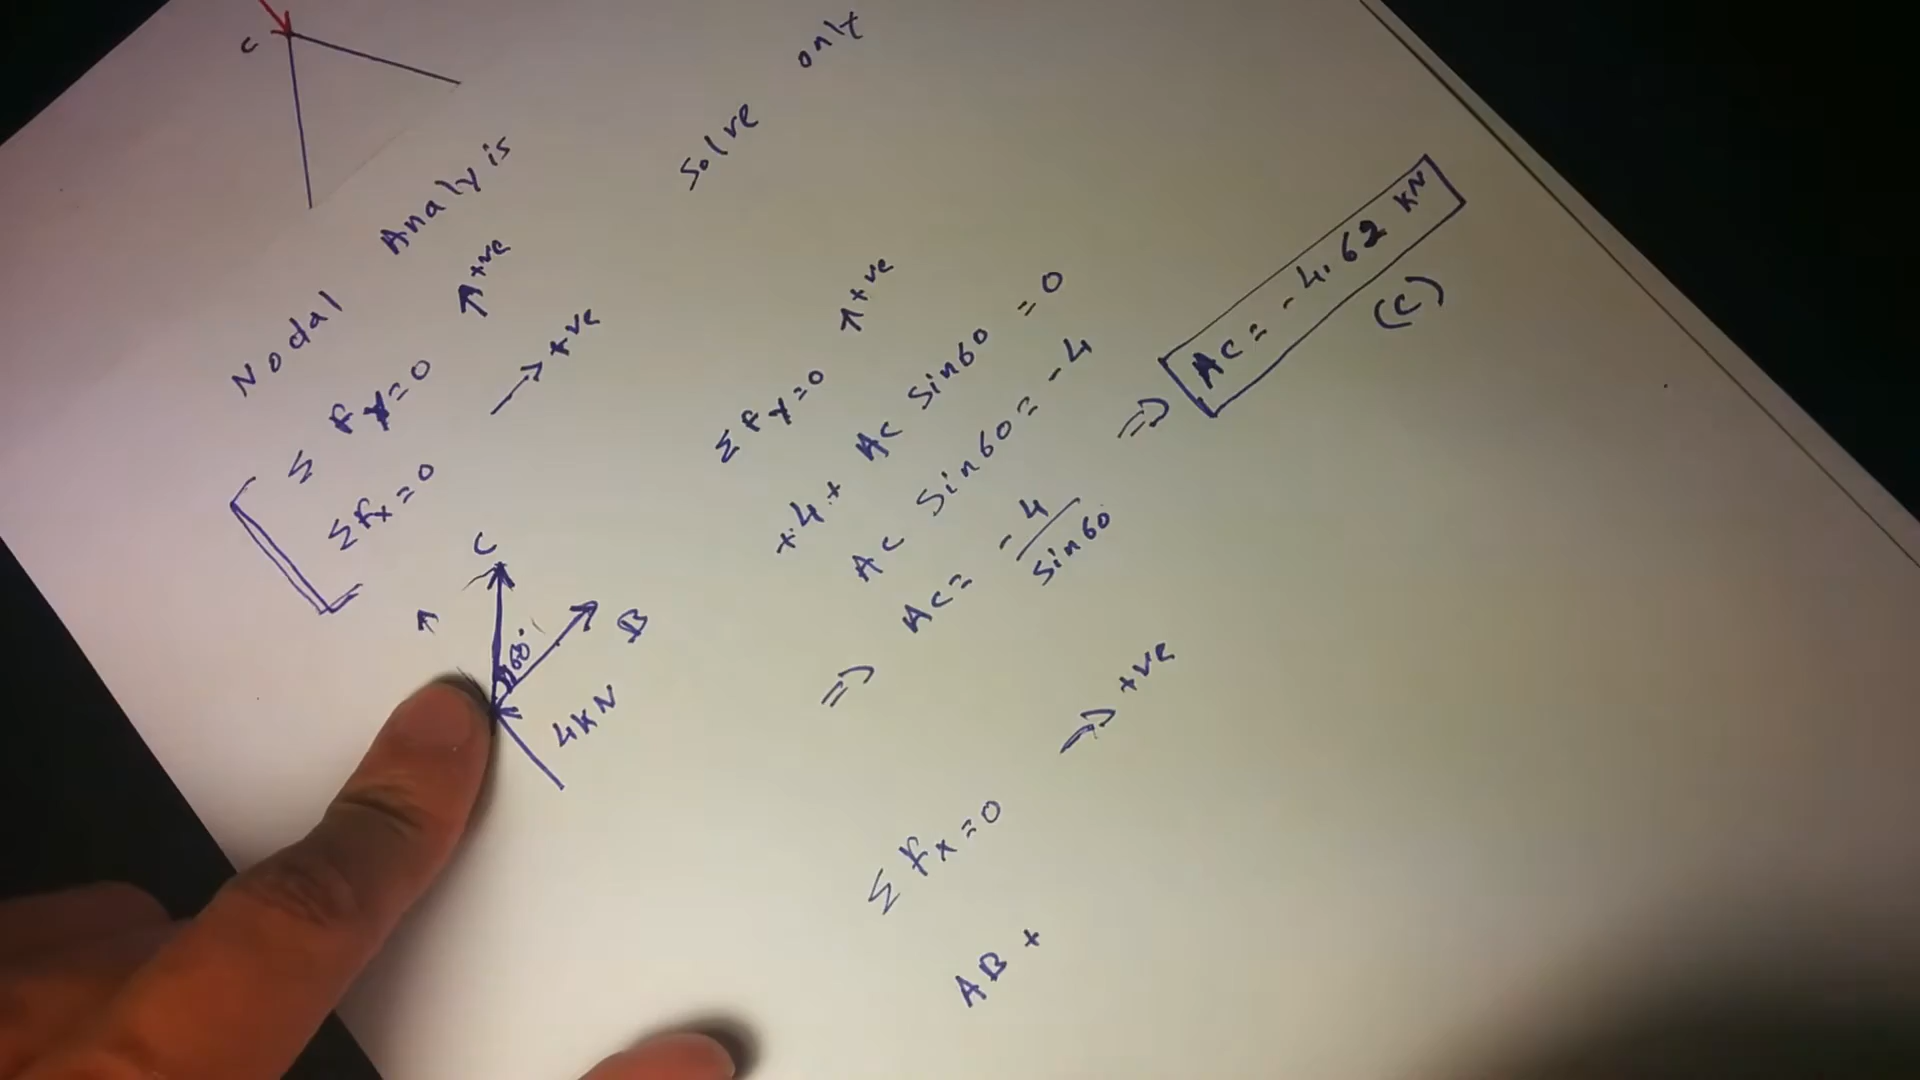 C
Nodal Analyis
Solve only
Σ Fy=0 ↑+ve
ΣFx=0 → +ve
C
60°
B
4KN
ΣFy=0 ↑+ve
+4+ AC Sin60 = 0
AC Sin60 = -4
⇒ AC = -4/Sin60
⇒ AC = -4.62 KN
(C)
ΣFx=0 → +ve
AB +